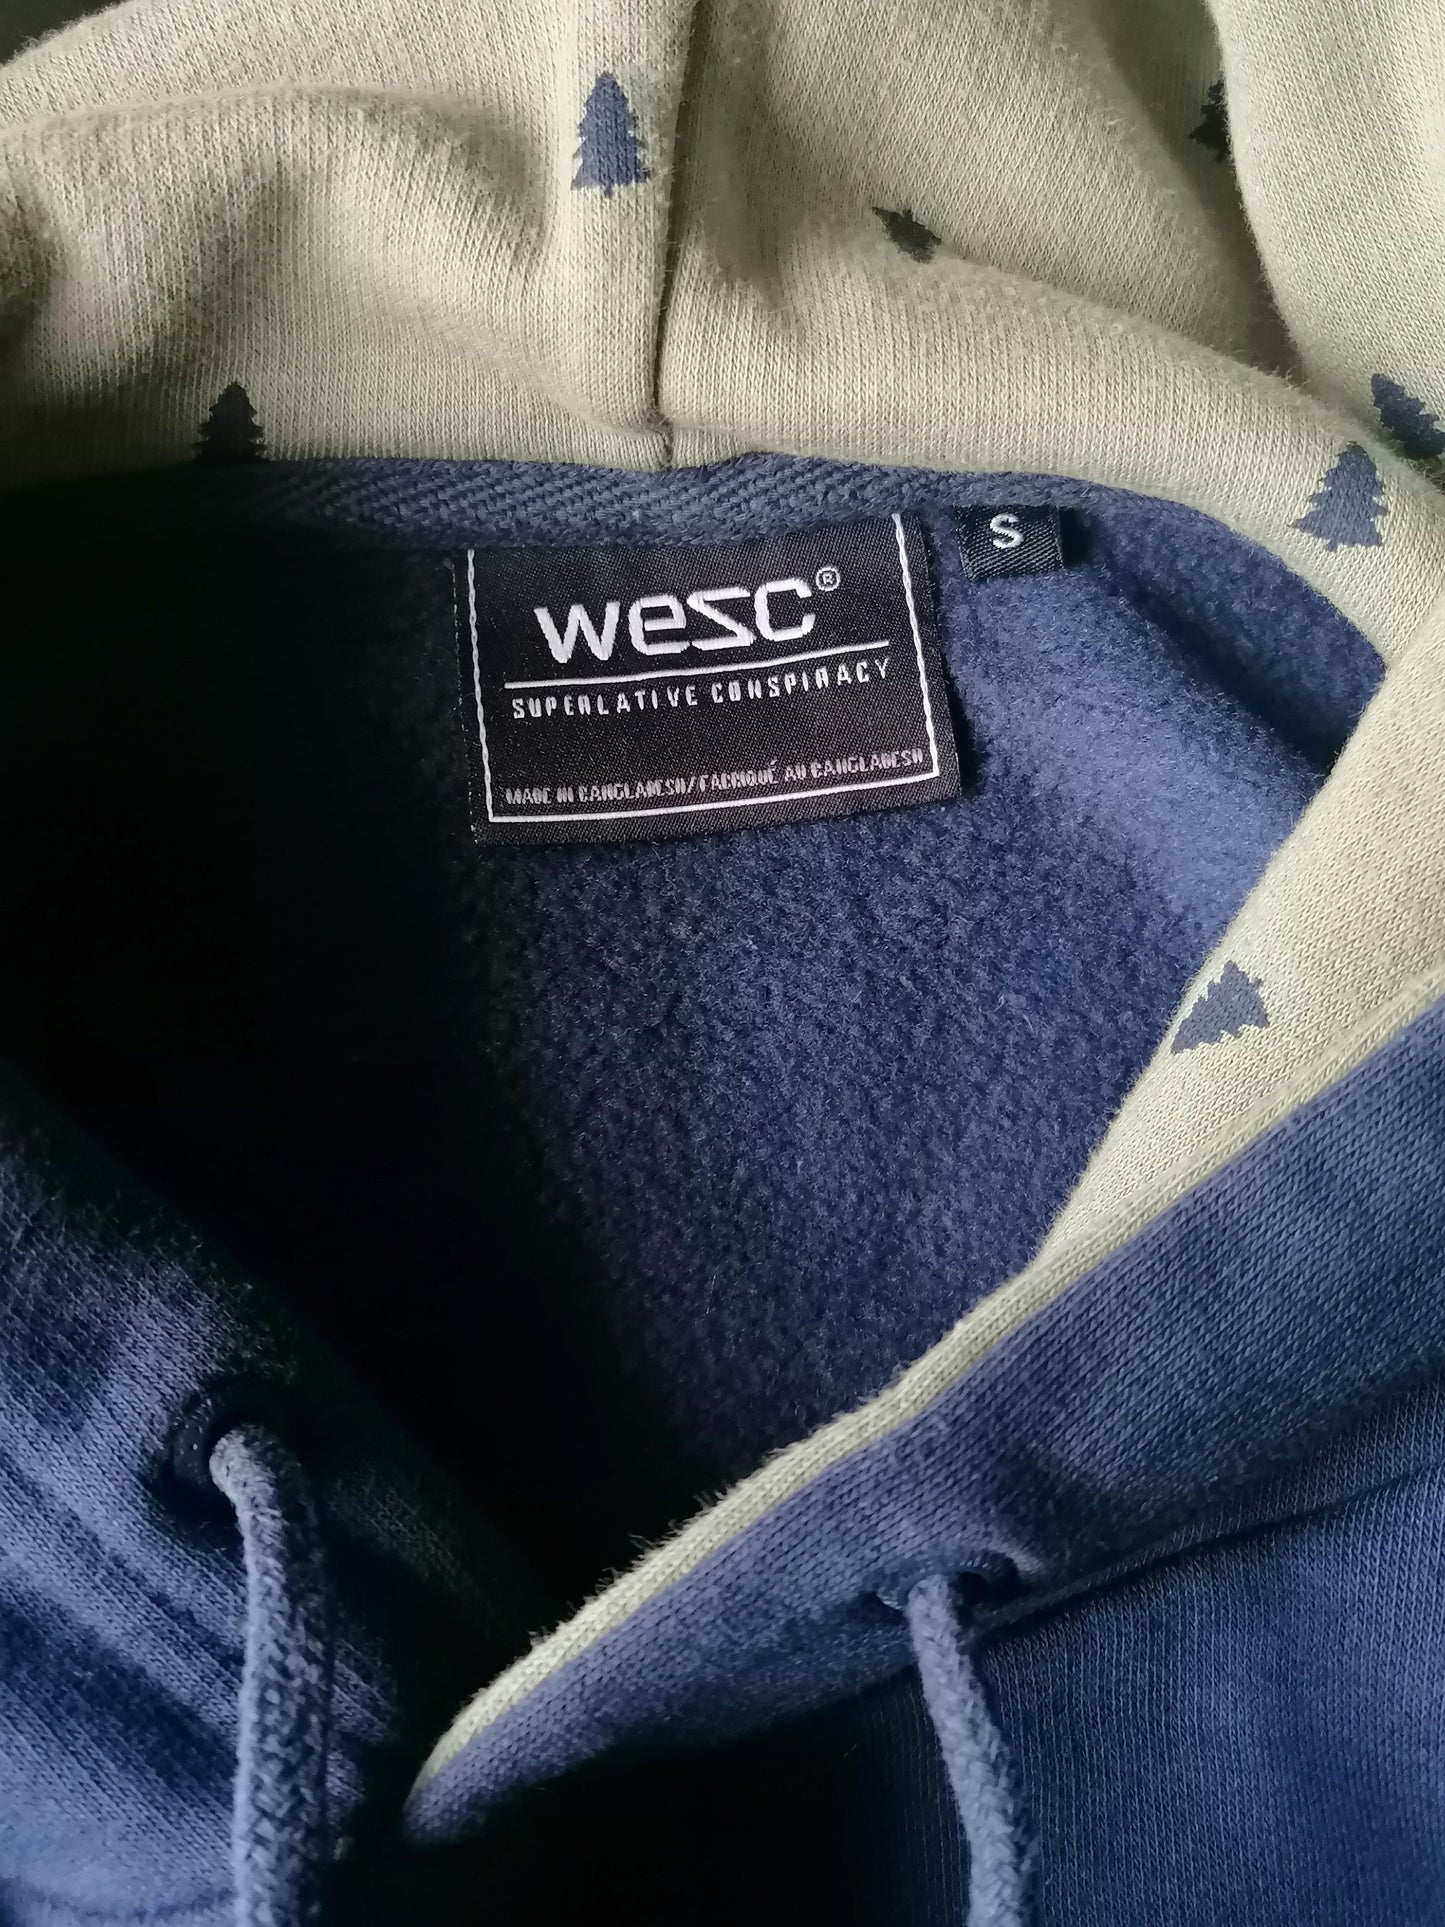 wesc®
S
SUPERLATIVE CONSPIRACY
MADE IN BANGLADESH/FABRIQUÉ AU BANGLADESH